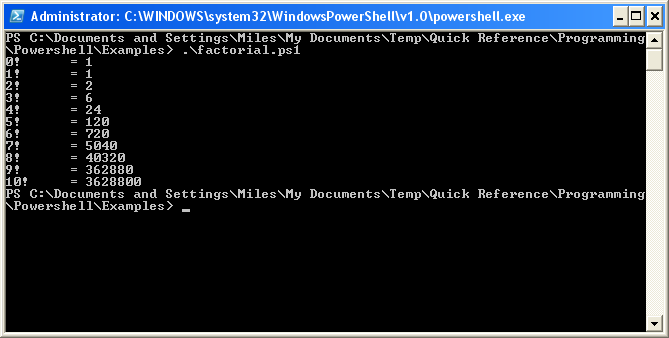 Administrator: C:\WINDOWS\system32\WindowsPowerShell\v1.0\powershell.exe
PS C:\Documents and Settings\Miles\My Documents\Temp\Quick Reference\Programming
\Powershell\Examples> .\factorial.ps1
0!      = 1
1!      = 1
2!      = 2
3!      = 6
4!      = 24
5!      = 120
6!      = 720
7!      = 5040
8!      = 40320
9!      = 362880
10!     = 3628800
PS C:\Documents and Settings\Miles\My Documents\Temp\Quick Reference\Programming
\Powershell\Examples> _